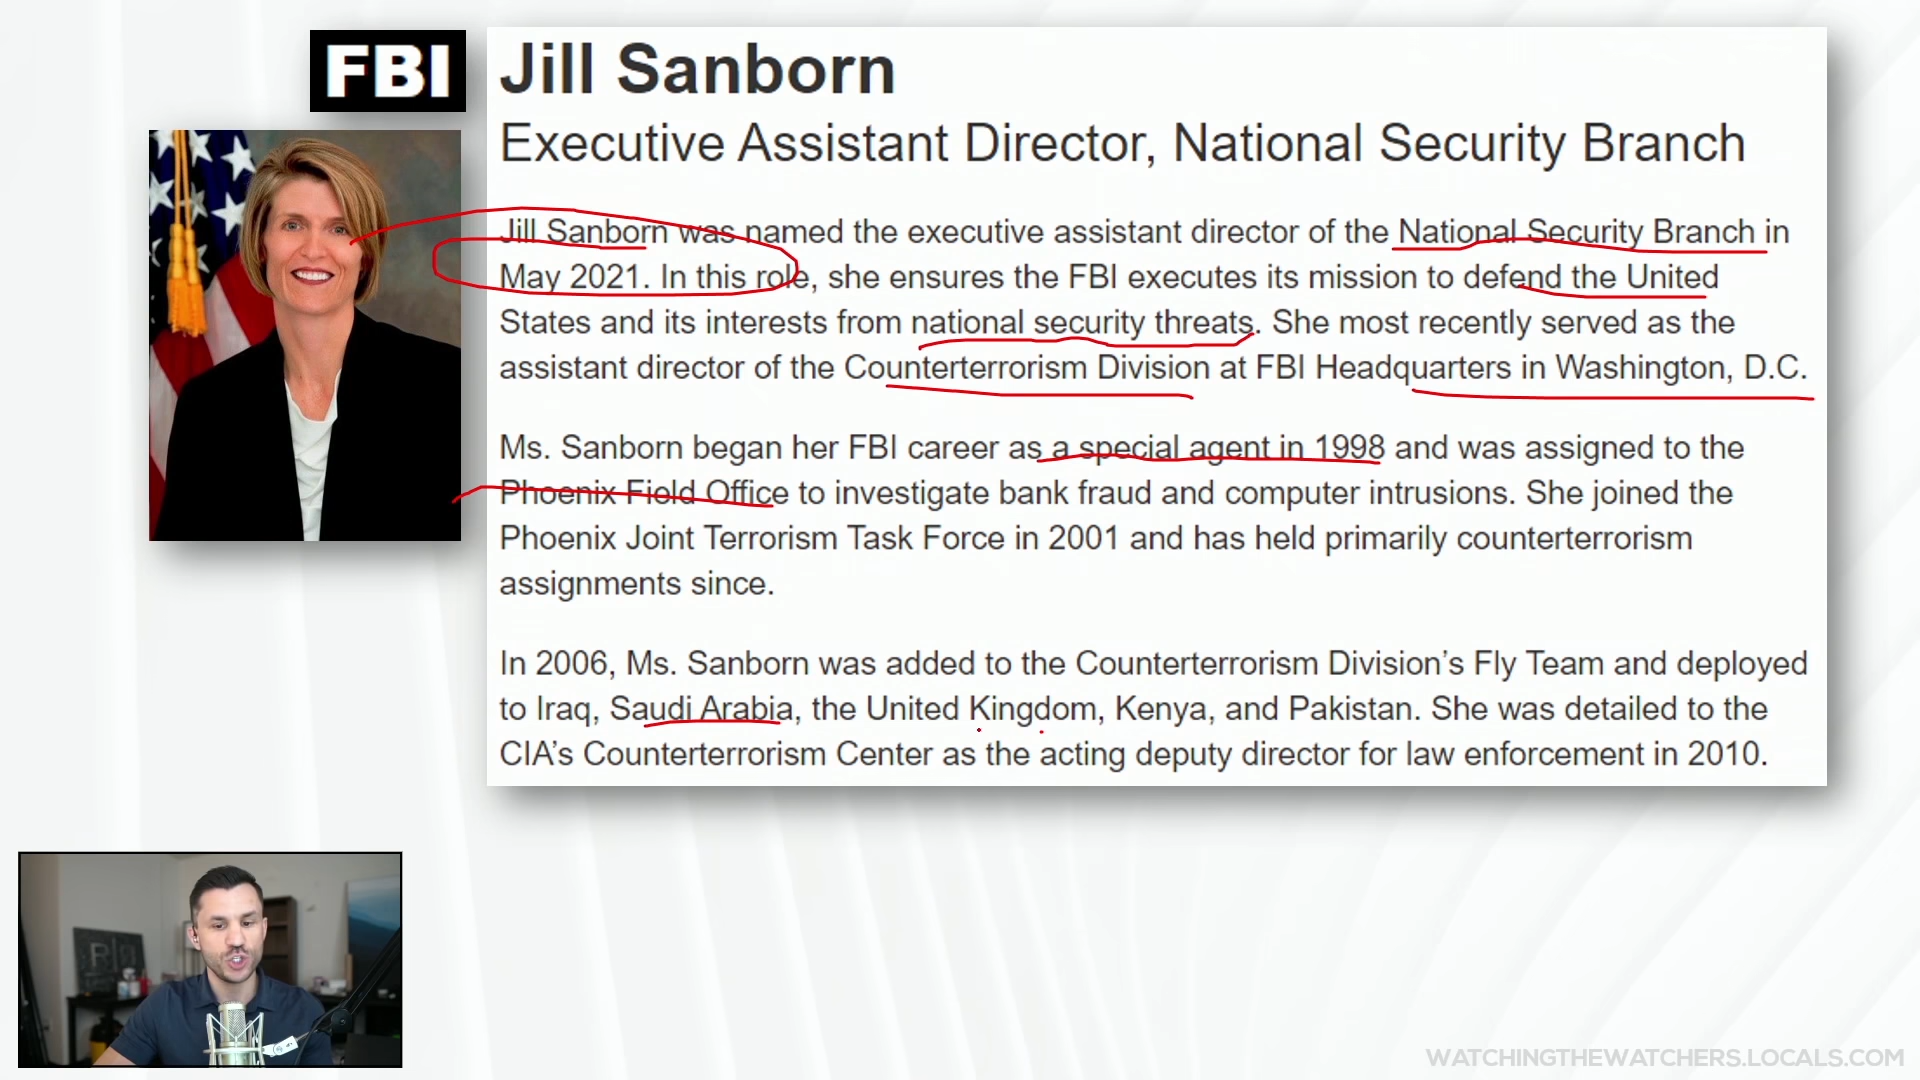 FBI
Jill Sanborn
Executive Assistant Director, National Security Branch
Jill Sanborn was named the executive assistant director of the National Security Branch in
May 2021. In this role, she ensures the FBI executes its mission to defend the United
States and its interests from national security threats. She most recently served as the
assistant director of the Counterterrorism Division at FBI Headquarters in Washington, D.C.
Ms. Sanborn began her FBI career as a special agent in 1998 and was assigned to the
Phoenix Field Office to investigate bank fraud and computer intrusions. She joined the
Phoenix Joint Terrorism Task Force in 2001 and has held primarily counterterrorism
assignments since.
In 2006, Ms. Sanborn was added to the Counterterrorism Division’s Fly Team and deployed
to Iraq, Saudi Arabia, the United Kingdom, Kenya, and Pakistan. She was detailed to the
CIA’s Counterterrorism Center as the acting deputy director for law enforcement in 2010.
WATCHINGTHEWATCHERS.LOCALS.COM